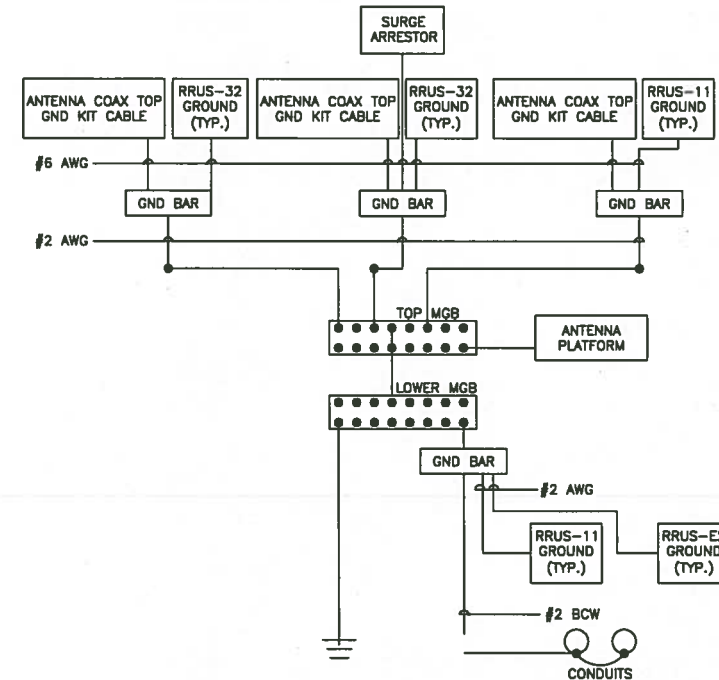 SURGE
ARRESTOR
ANTENNA COAX TOP
GND KIT CABLE
RRUS-32
GROUND
(TYP.)
ANTENNA COAX TOP
GND KIT CABLE
RRUS-32
GROUND
(TYP.)
ANTENNA COAX TOP
GND KIT CABLE
RRUS-11
GROUND
(TYP.)
#6 AWG
GND BAR
GND BAR
GND BAR
#2 AWG
TOP MGB
ANTENNA
PLATFORM
LOWER MGB
GND BAR
#2 AWG
RRUS-11
GROUND
(TYP.)
GROUND
(TYP.)
#2 BCW
CONDUITS